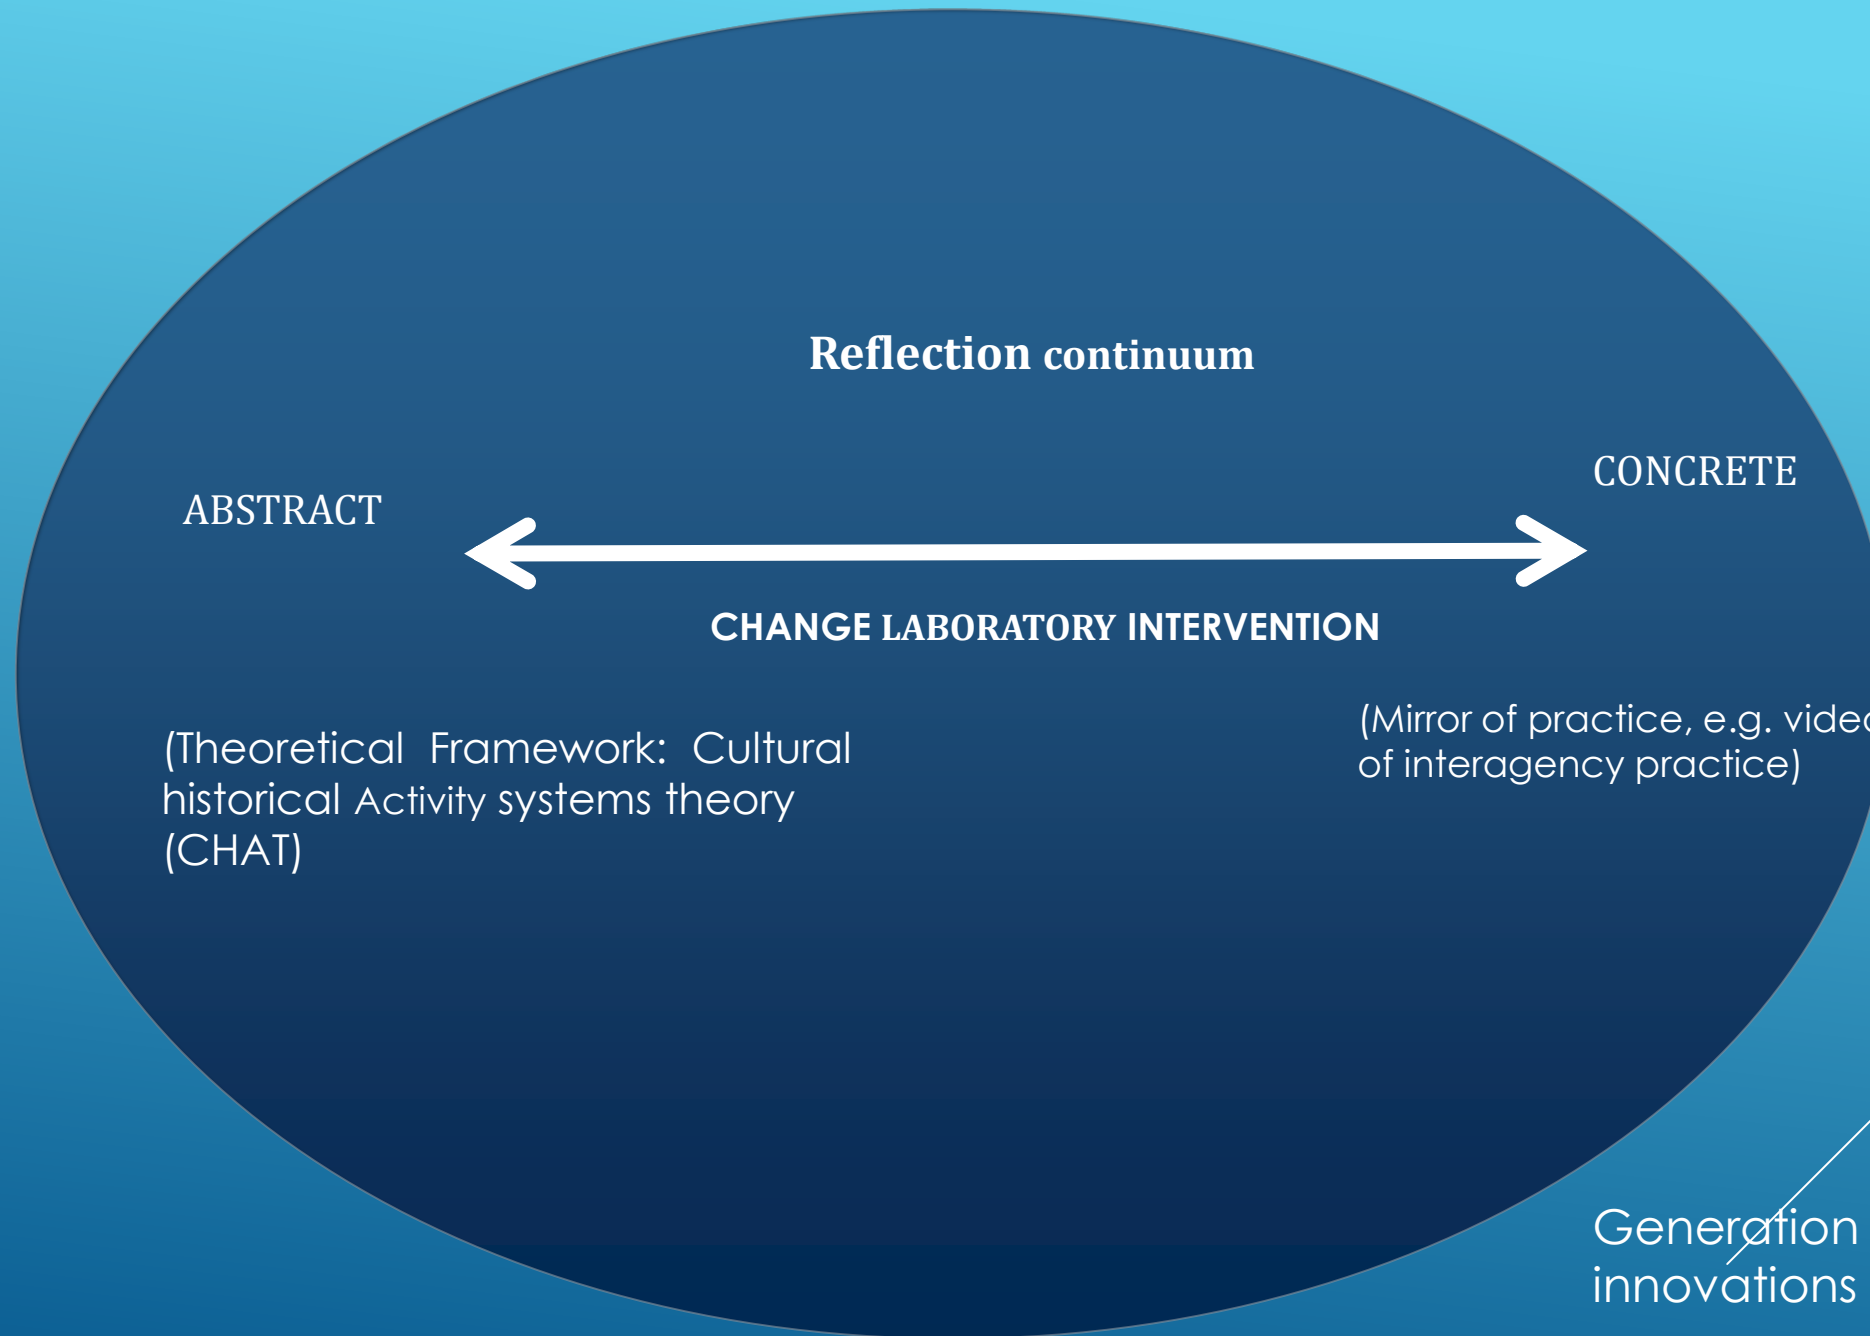 Reflection continuum
CONCRETE
ABSTRACT
CHANGE LABORATORY INTERVENTION
(Mirror of practice, e.g. video
of interagency practice)
(Theoretical Framework: Cultural
historical Activity systems theory
(CHAT)
Generation
innovations